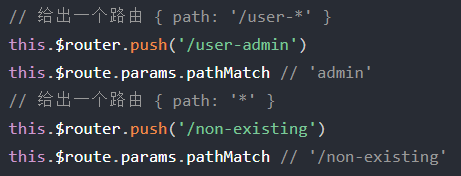 // 给出一个路由 { path: '/user-*' }
this.$router.push('/user-admin')
this.$route.params.pathMatch // 'admin'
// 给出一个路由 { path: '*' }
this.$router.push('/non-existing')
this.$route.params.pathMatch // '/non-existing'